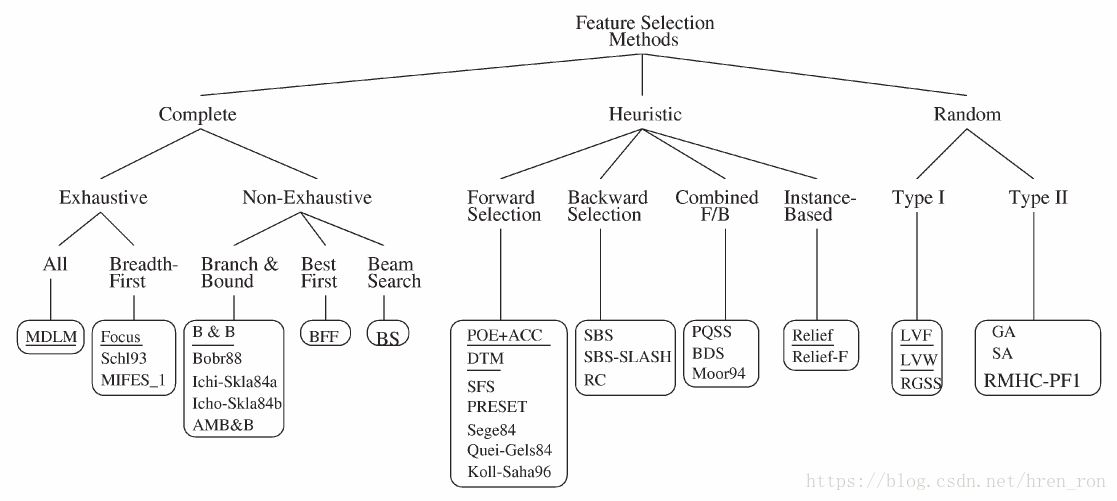 Feature Selection
Methods
Complete
Heuristic
Random
Exhaustive
Non-Exhaustive
Forward
Selection
Backward
Selection
Combined
F/B
Instance-
Based
Type I
Type II
All
Breadth-
First
Branch &
Bound
Best
First
Beam
Search
MDLM
Focus
Schl93
MIFES_1
B & B
Bobr88
Ichi-Skla84a
Icho-Skla84b
AMB&B
BFF
BS
POE+ACC
DTM
SFS
PRESET
Sege84
Quei-Gels84
Koll-Saha96
SBS
SBS-SLASH
RC
PQSS
BDS
Moor94
Relief
Relief-F
LVF
LVW
RGSS
GA
SA
RMHC-PF1
https://blog.csdn.net/hren_ron